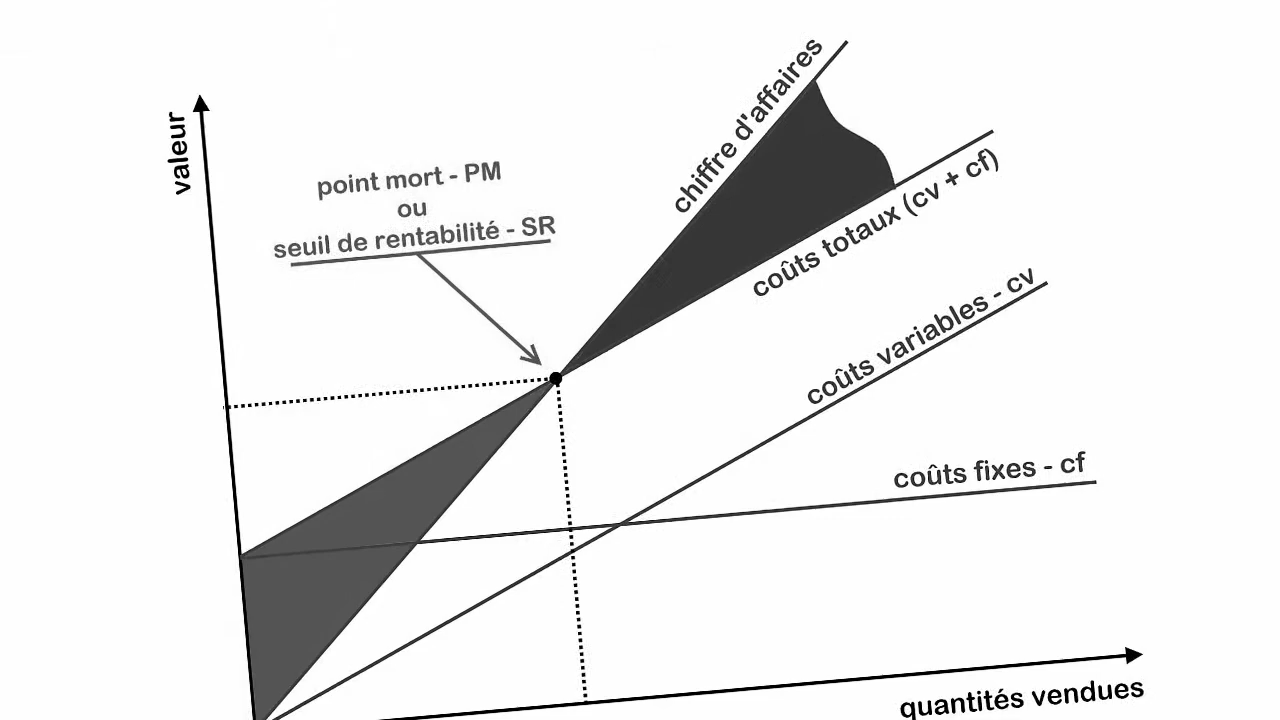 chiffre d'affaires
valeur
point mort - PM
ou
seuil de rentabilité - SR
coûts totaux (cv + cf)
coûts variables - cv
coûts fixes - cf
quantités vendues